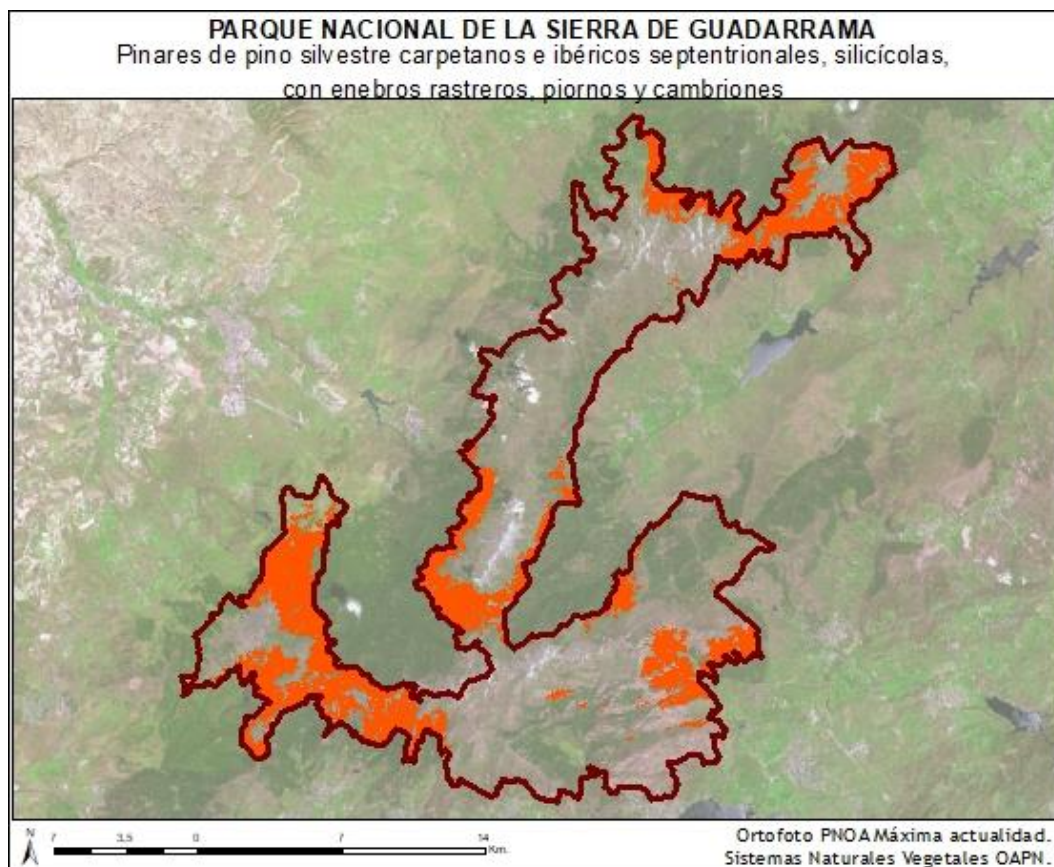 PARQUE NACIONAL DE LA SIERRA DE GUADARRAMA
Pinares de pino silvestre carpetanos e ibéricos septentrionales, silicícolas,
con enebros rastreros, piornos y cambriones
N
7 3,5 0 7 14
Km.
Ortofoto PNOA Máxima actualidad.
Sistemas Naturales Vegetales OAPN.